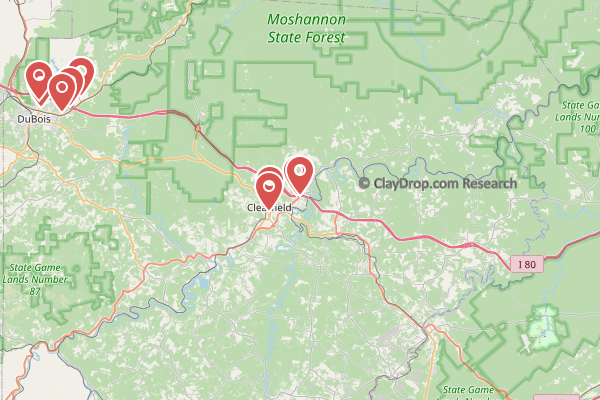 Moshannon
State Forest
State Game
Lands Number
100
DuBois
© ClayDrop.com Research
Clearfield
I 80
State Game
Lands Number
87
State Game